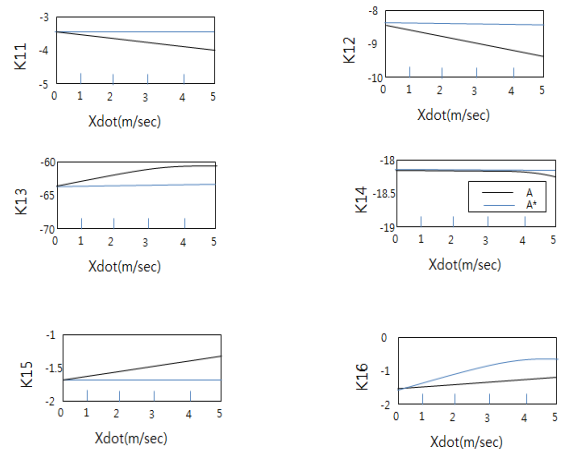 -3
-4
-5
K11
0 1 2 3 4 5
Xdot(m/sec)
-8
-9
-10
K12
0 1 2 3 4 5
Xdot(m/sec)
-60
-65
-70
K13
0 1 2 3 4 5
Xdot(m/sec)
-18
-18.5
-19
K14
A
A*
0 1 2 3 4 5
Xdot(m/sec)
-1
-1.5
-2
K15
0 1 2 3 4 5
Xdot(m/sec)
0
-1
-2
K16
0 1 2 3 4 5
Xdot(m/sec)